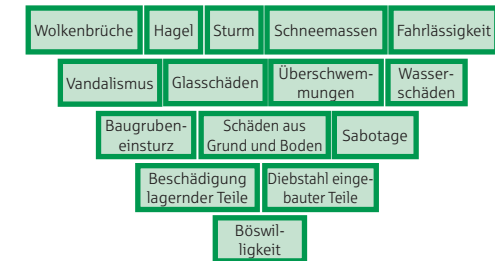 Wolkenbrüche Hagel Sturm Schneemassen Fahrlässigkeit
Vandalismus Glasschäden Überschwem-
mungen Wasser-
schäden
Baugruben-
einsturz Schäden aus
Grund und Boden Sabotage
Beschädigung
lagernder Teile Diebstahl einge-
bauter Teile
Böswil-
ligkeit